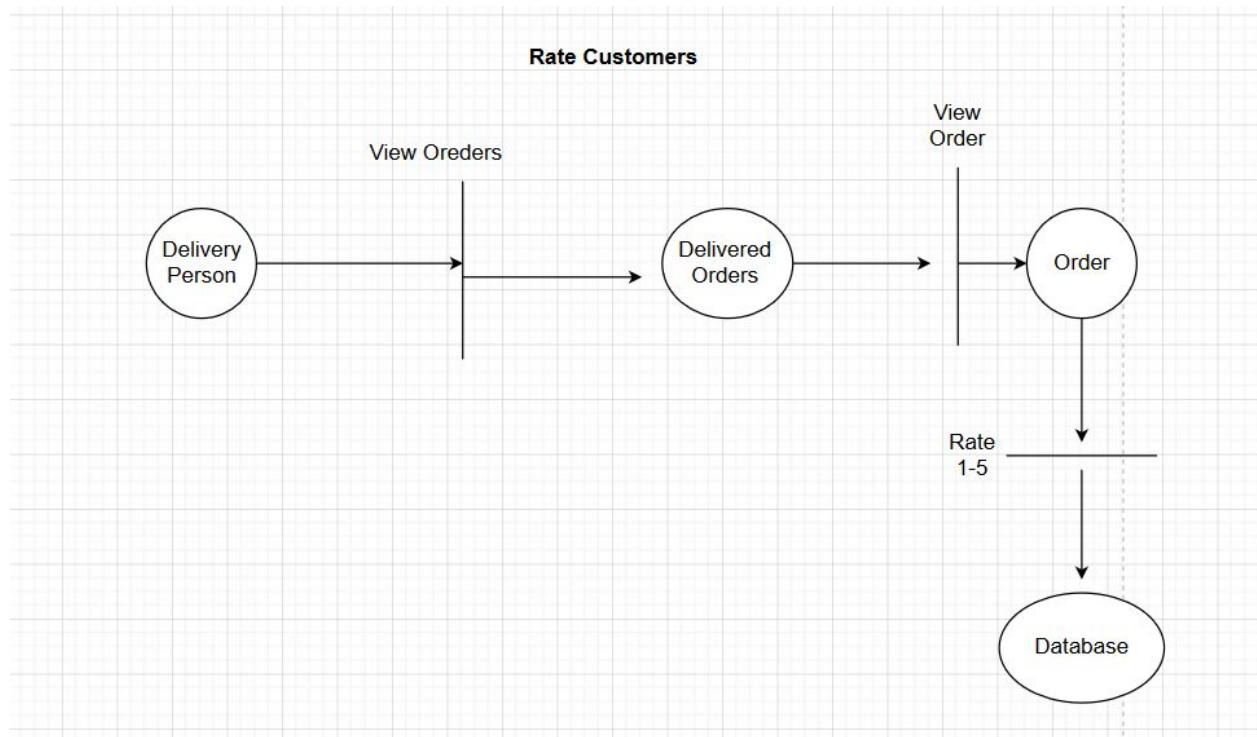 Rate Customers
View
Order
View Oreders
Delivery
Person
Delivered
Orders
Order
Rate
1-5
Database